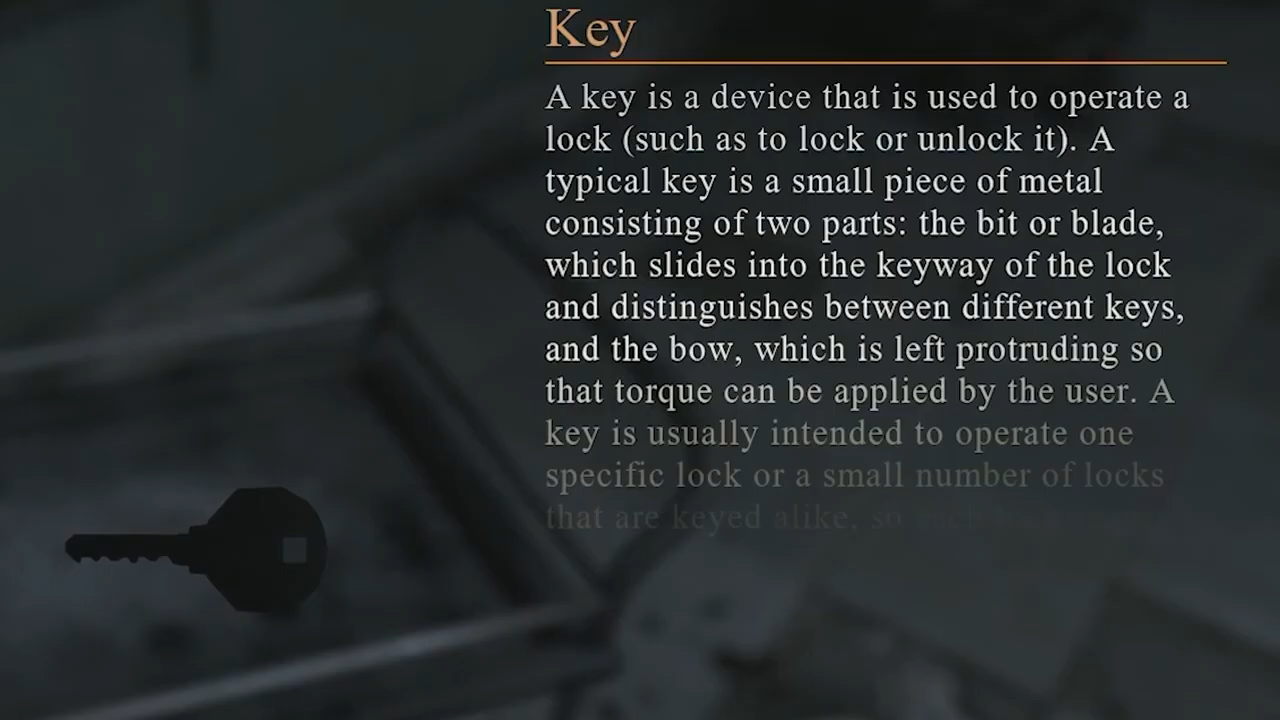 Key
A key is a device that is used to operate a
lock (such as to lock or unlock it). A
typical key is a small piece of metal
consisting of two parts: the bit or blade,
which slides into the keyway of the lock
and distinguishes between different keys,
and the bow, which is left protruding so
that torque can be applied by the user. A
key is usually intended to operate one
specific lock or a small number of locks
that are keyed alike, so each